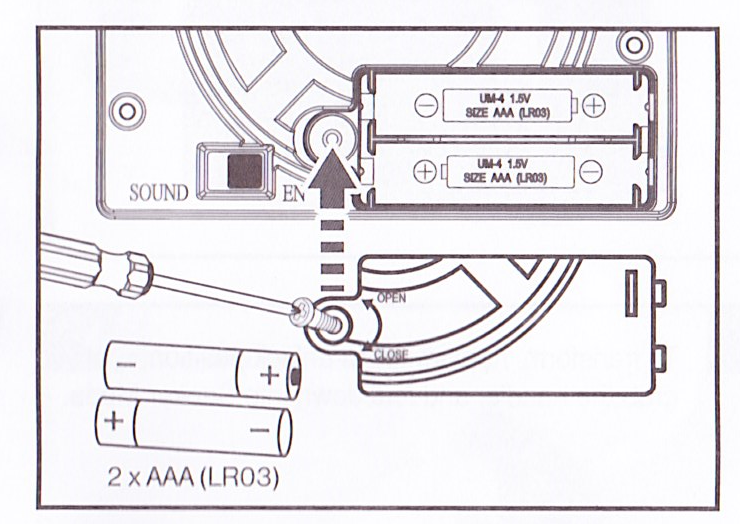 − UM-4 1.5V +
SIZE AAA (LR03)
+ UM-4 1.5V −
SIZE AAA (LR03)
SOUND
EN
OPEN
CLOSE
− +
+ −
2 x AAA (LR03)